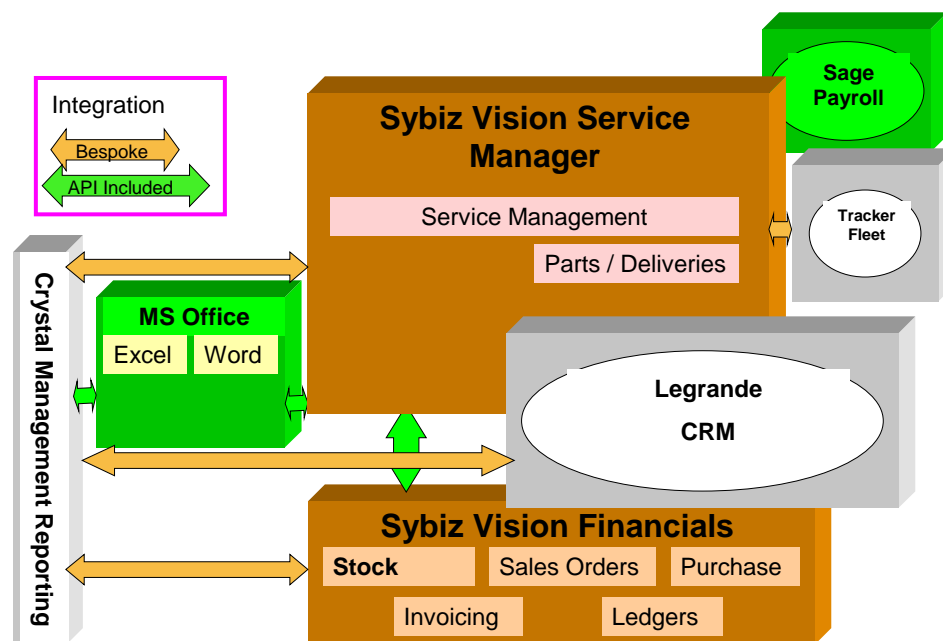 Sage
Payroll
Integration
Bespoke
API Included
Sybiz Vision Service
Manager
Service Management
Parts / Deliveries
Tracker
Fleet
Crystal Management Reporting
MS Office
Excel
Word
Legrande
CRM
Sybiz Vision Financials
Stock
Sales Orders
Purchase
Invoicing
Ledgers